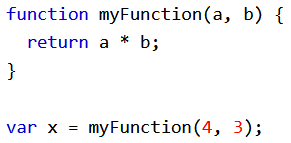 function myFunction(a, b) {
  return a * b;
}

var x = myFunction(4, 3);